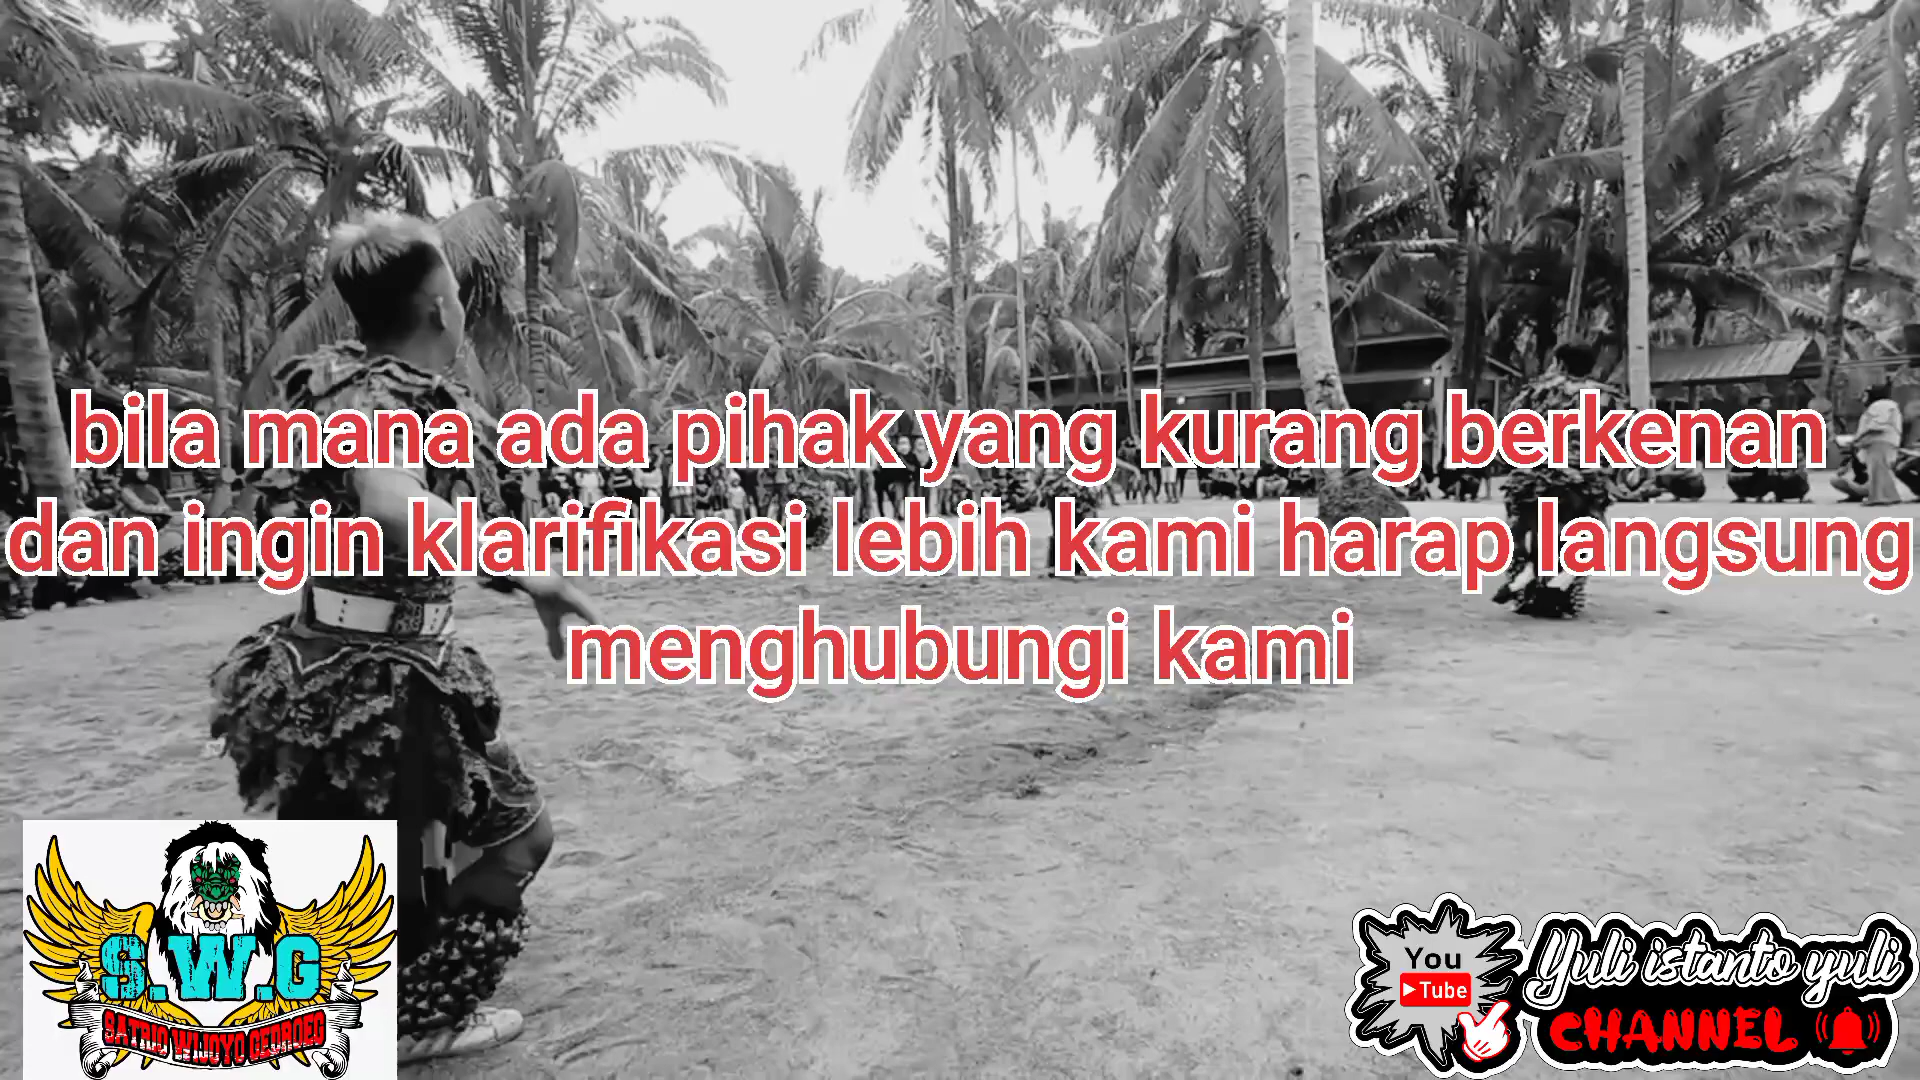 bila mana ada pihak yang kurang berkenan
dan ingin klarifikasi lebih kami harap langsung
menghubungi kami
S.W.G
SATRIO WIJOYO GEDROEG
You
Tube
Yuli istanto yuli
CHANNEL